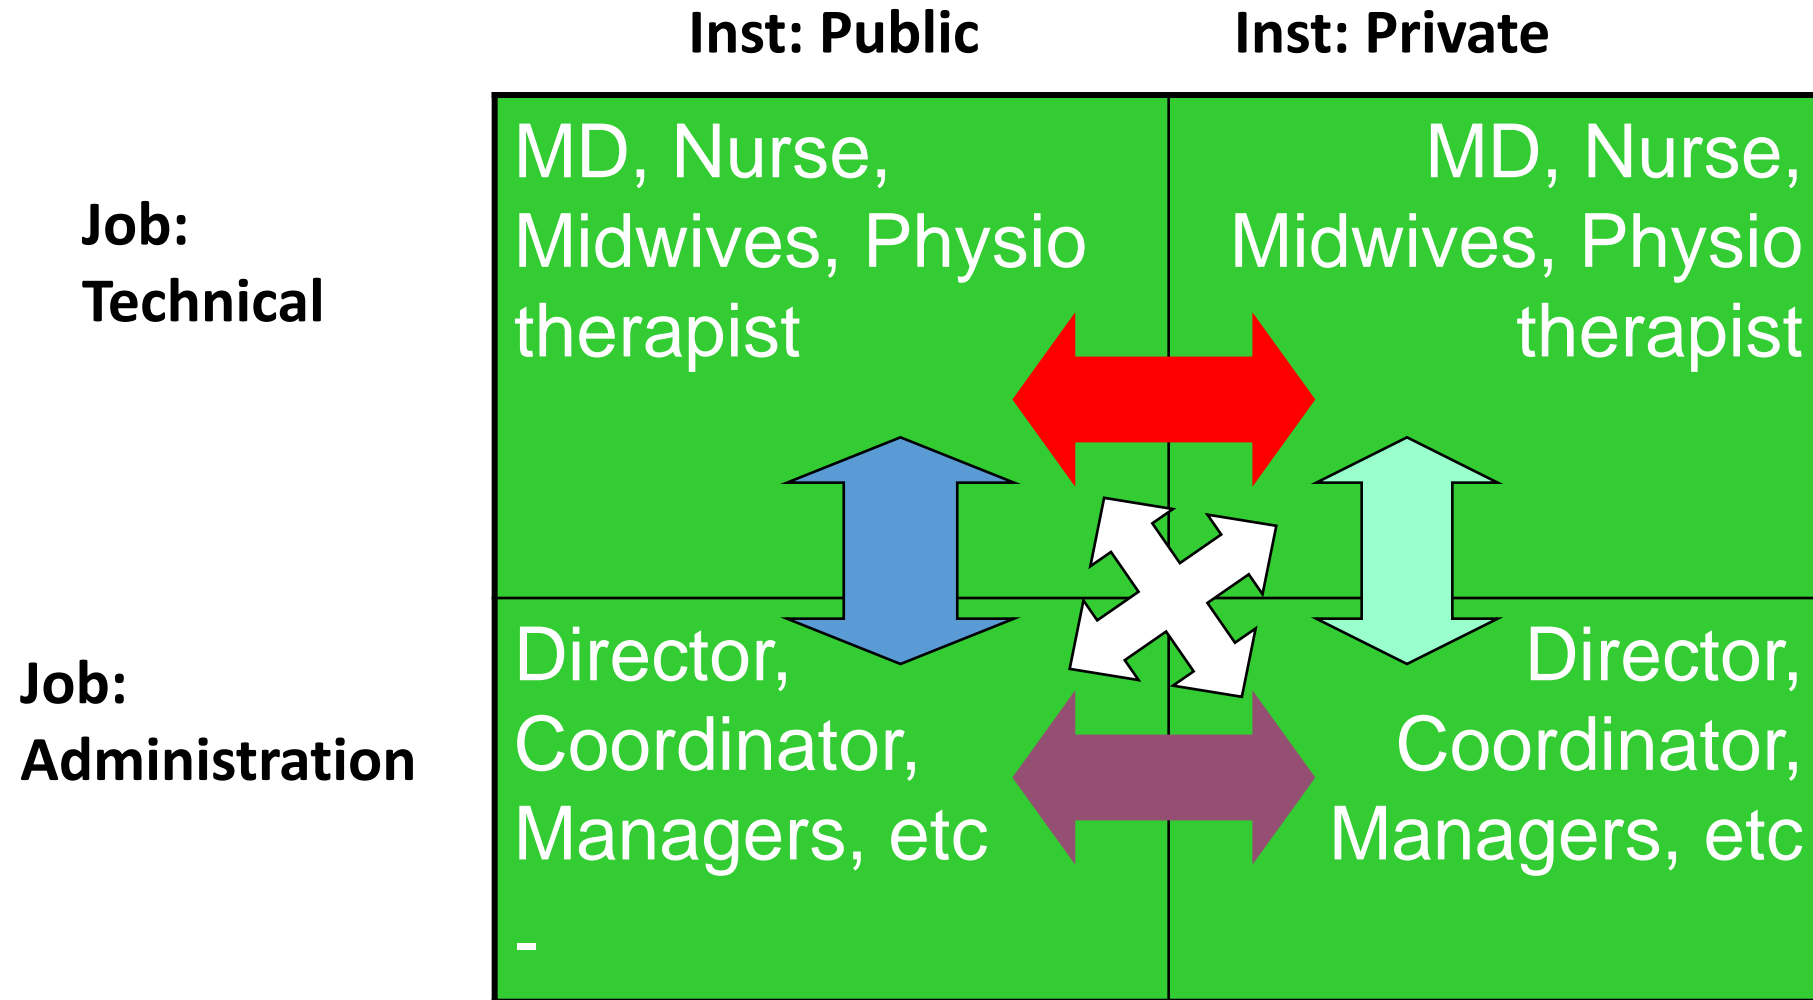 Inst: Public
Inst: Private
Job:
Technical
MD, Nurse,
Midwives, Physio
therapist
MD, Nurse,
Midwives, Physio
therapist
Job:
Administration
Director,
Coordinator,
Managers, etc
-
Director,
Coordinator,
Managers, etc